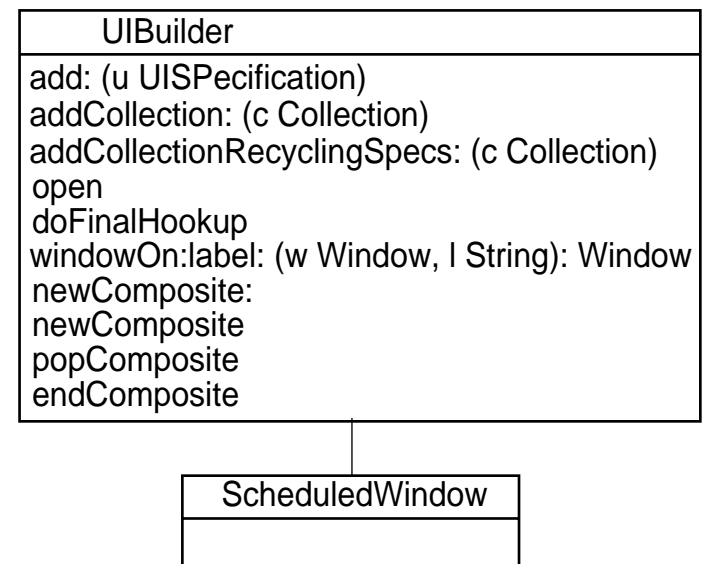 UIBuilder
add: (u UISPecification)
addCollection: (c Collection)
addCollectionRecyclingSpecs: (c Collection)
open
doFinalHookup
windowOn:label: (w Window, l String): Window
newComposite:
newComposite
popComposite
endComposite
ScheduledWindow